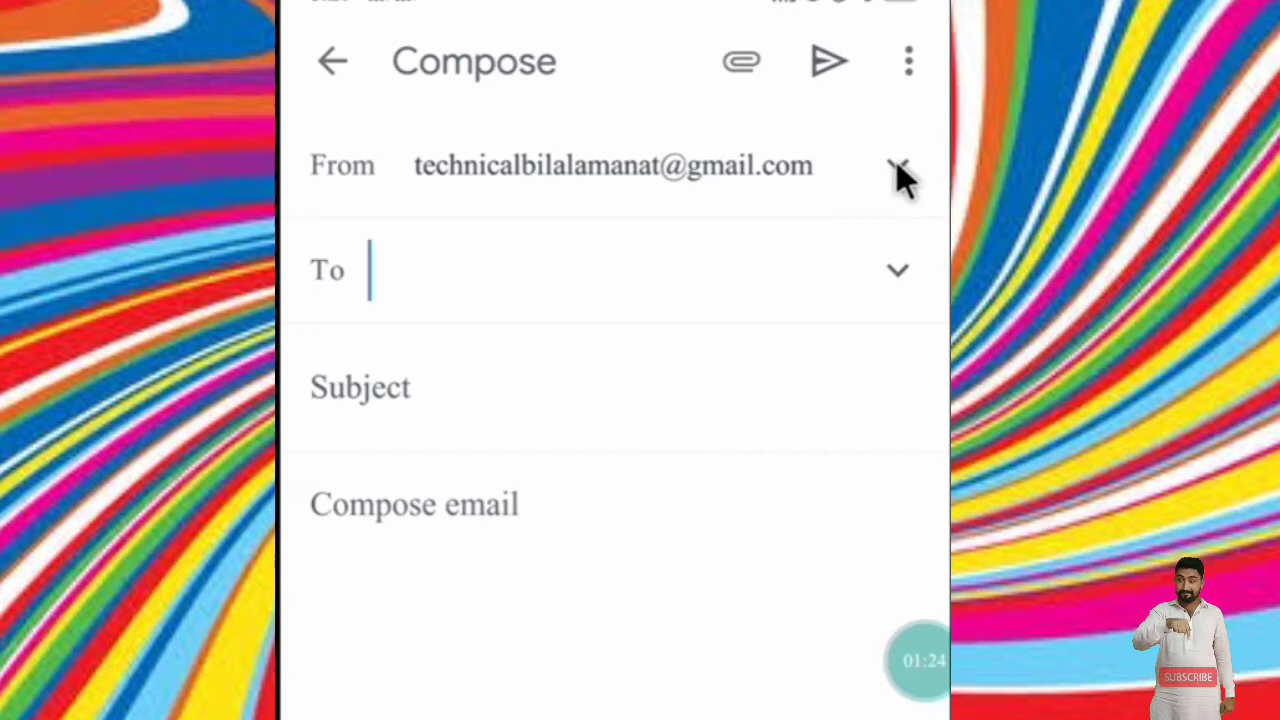 Compose
From technicalbilalamanat@gmail.com
To
Subject
Compose email
01:24
SUBSCRIBE